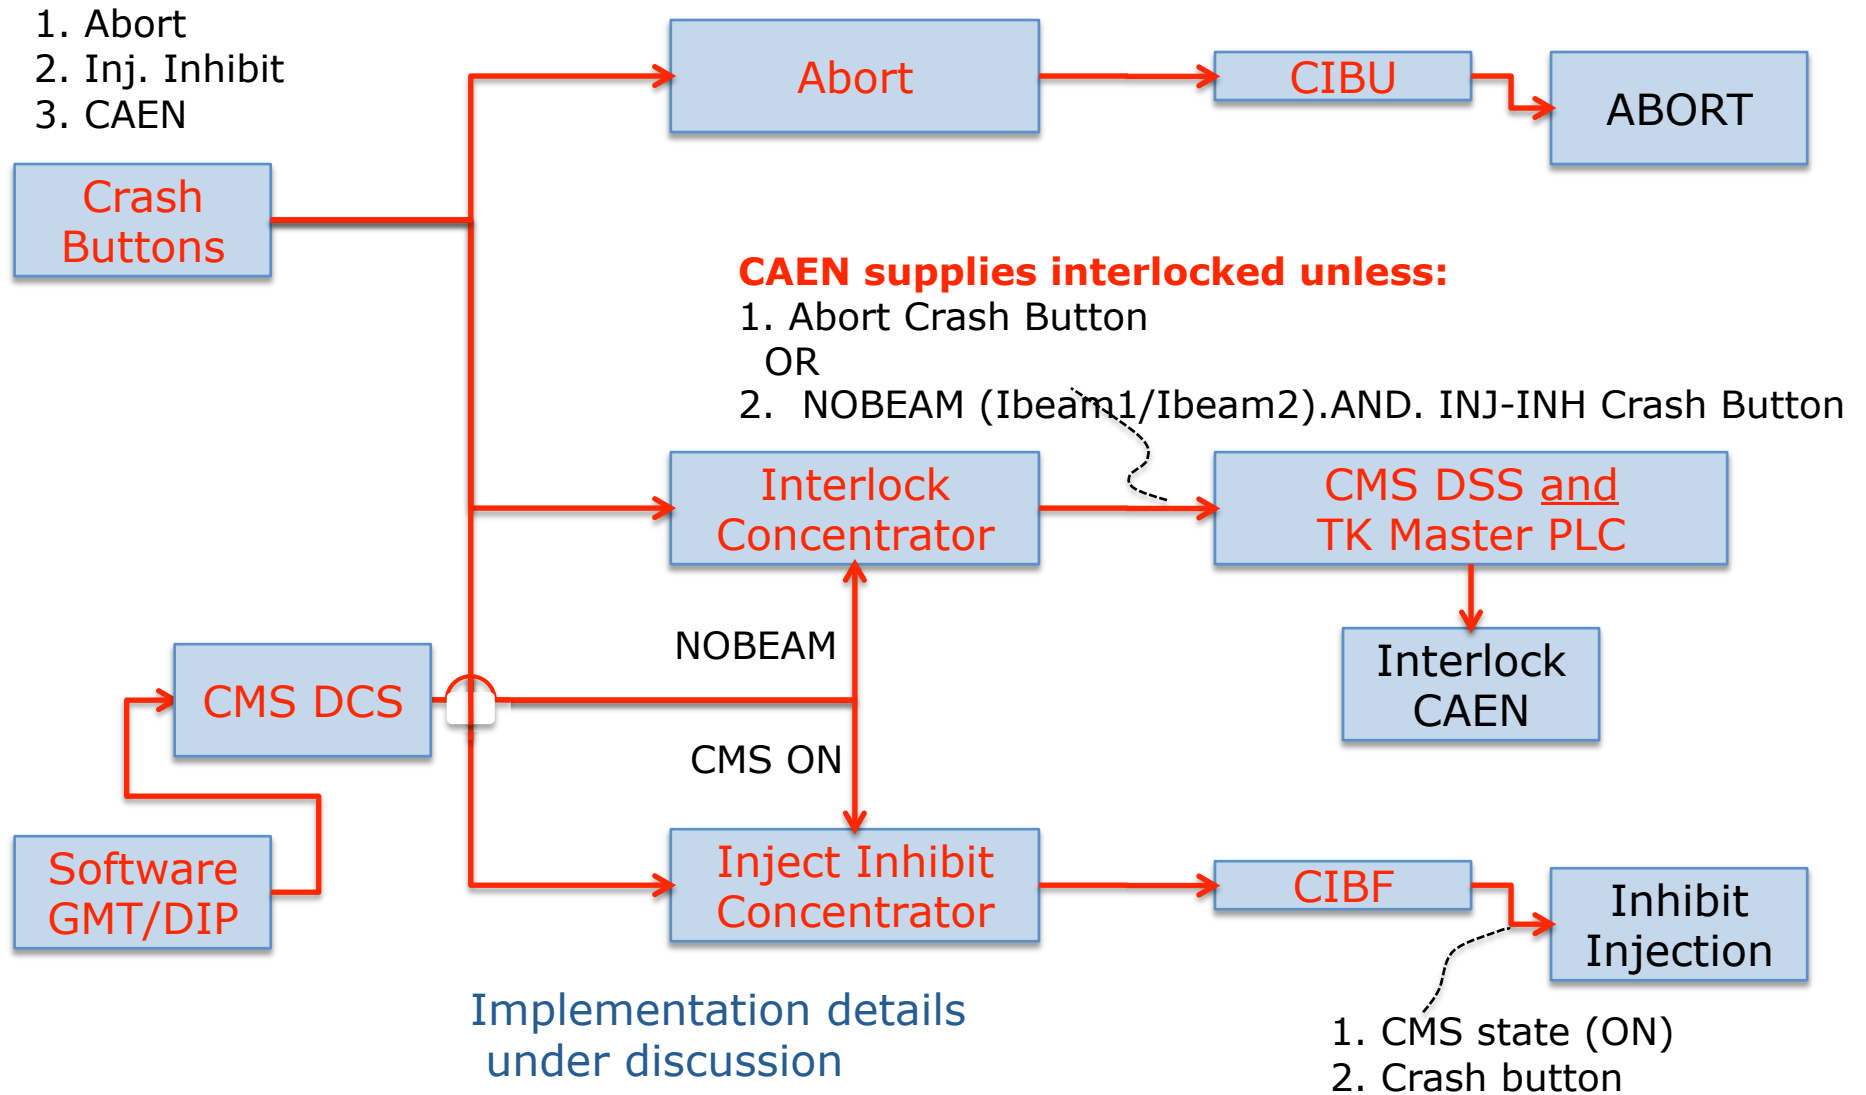 1. Abort
2. Inj. Inhibit
3. CAEN
Crash
Buttons
Abort
CIBU
ABORT
CAEN supplies interlocked unless:
1. Abort Crash Button
OR
2. NOBEAM (Ibeam1/Ibeam2).AND. INJ-INH Crash Button
Interlock
Concentrator
CMS DSS and
TK Master PLC
NOBEAM
Interlock
CAEN
CMS DCS
CMS ON
Software
GMT/DIP
Inject Inhibit
Concentrator
CIBF
Inhibit
Injection
Implementation details
under discussion
1. CMS state (ON)
2. Crash button